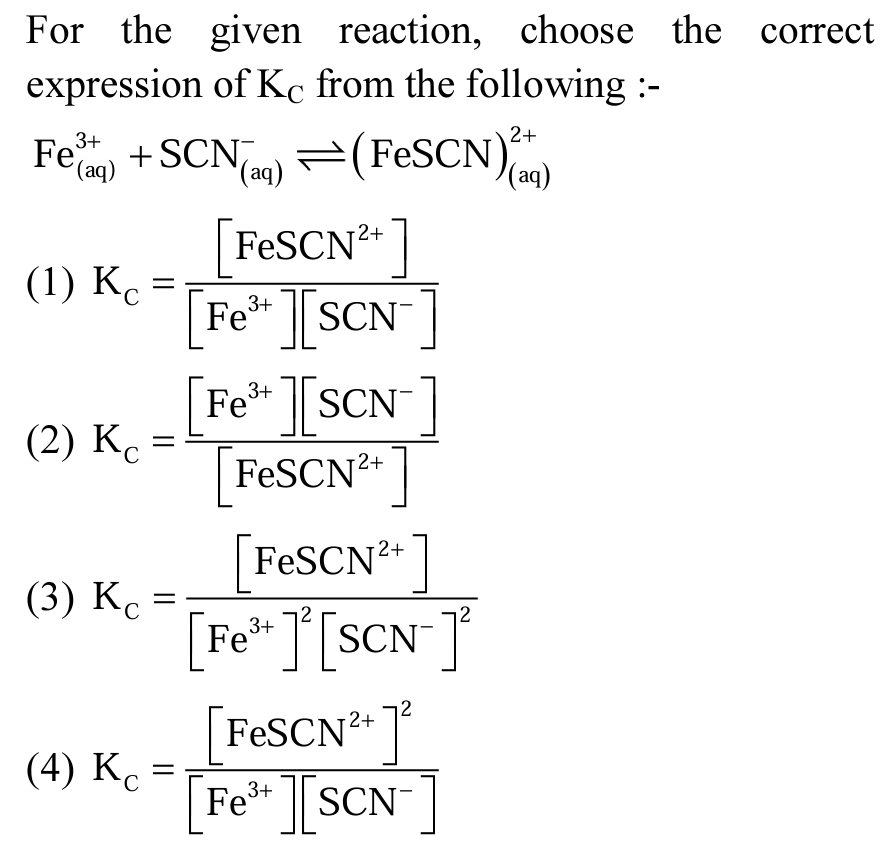 For the given reaction, choose the correct
expression of K_C from the following :-
Fe^{3+}_{(aq)} + SCN^{−}_{(aq)} ⇌ (FeSCN)^{2+}_{(aq)}
(1) K_C = \frac{[FeSCN^{2+}]}{[Fe^{3+}][SCN^{−}]}
(2) K_C = \frac{[Fe^{3+}][SCN^{−}]}{[FeSCN^{2+}]}
(3) K_C = \frac{[FeSCN^{2+}]}{[Fe^{3+}]^2[SCN^{−}]^2}
(4) K_C = \frac{[FeSCN^{2+}]^2}{[Fe^{3+}][SCN^{−}]}